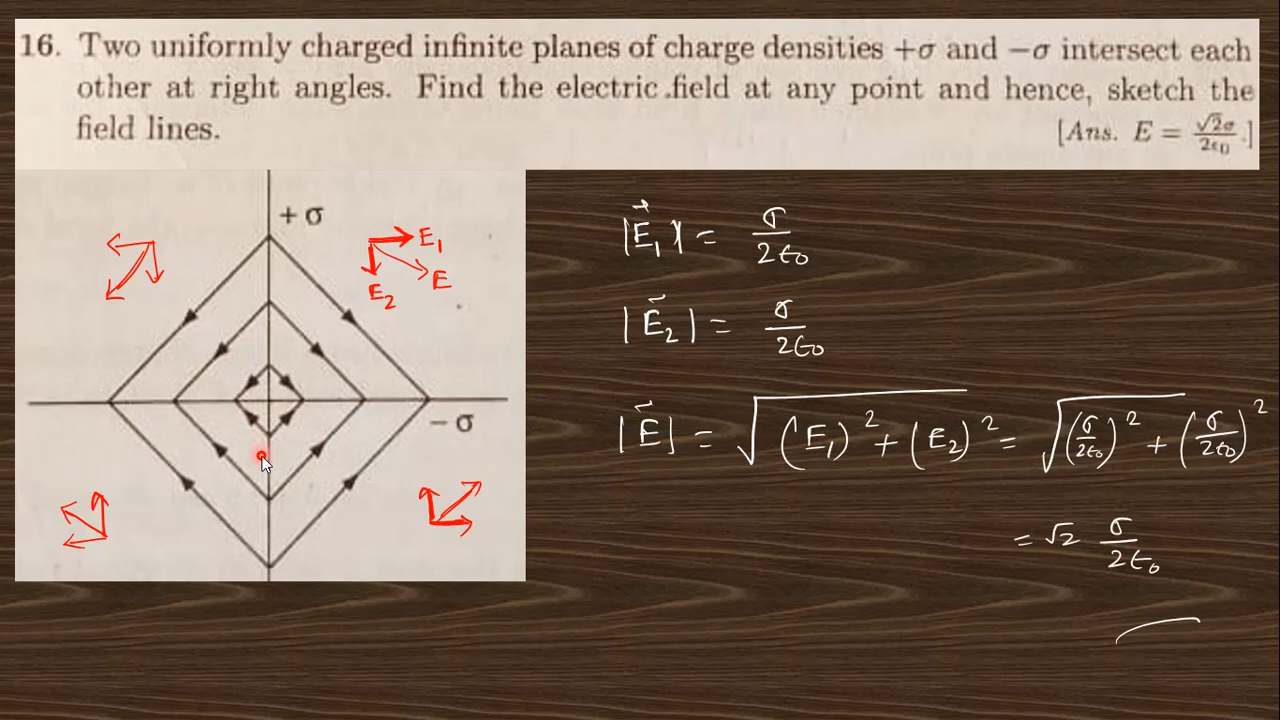 16. Two uniformly charged infinite planes of charge densities +σ and −σ intersect each
other at right angles. Find the electric field at any point and hence, sketch the
field lines. [Ans. E = √2σ/2ϵ₀.]
+ σ
− σ
E₁
E
E₂
|E⃗₁| = σ/2ϵ₀
|E⃗₂| = σ/2ϵ₀
|E⃗| = √((E₁)² + (E₂)²) = √((σ/2ϵ₀)² + (σ/2ϵ₀)²)
= √2 σ/2ϵ₀